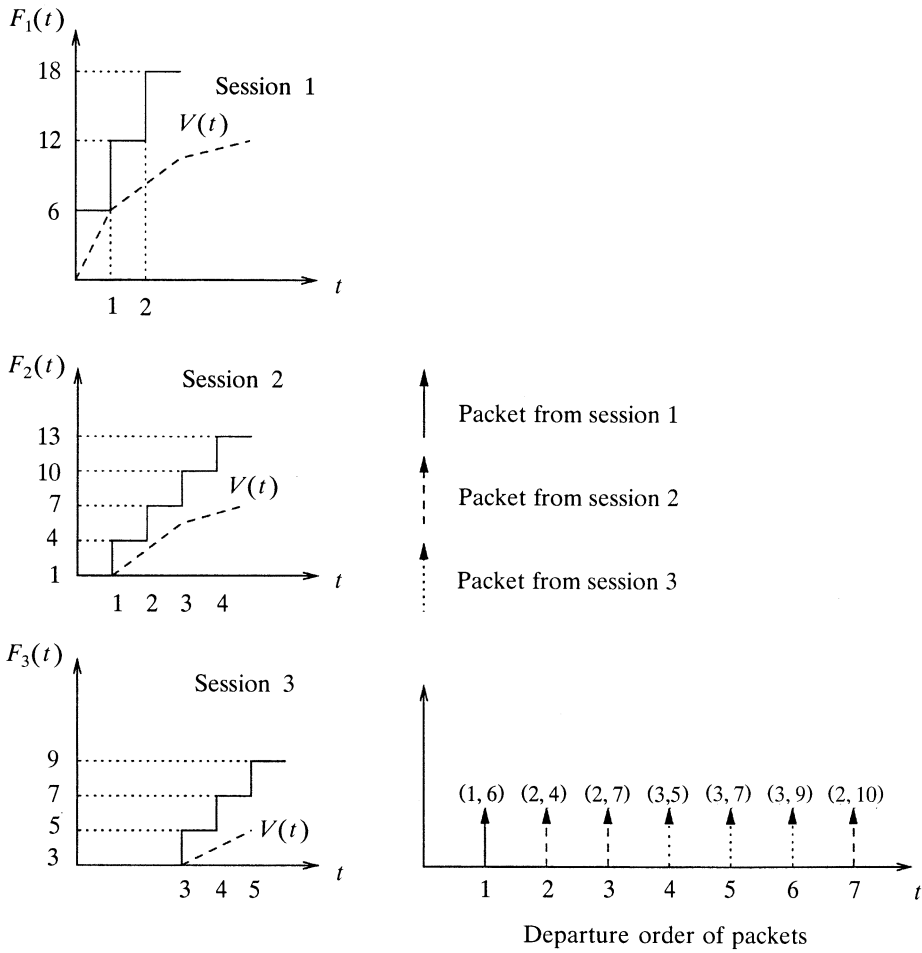 F₁(t)
18
Session 1
V(t)
12
6
1 2
t
F₂(t)
Session 2
13
10
V(t)
7
4
1
t
1 2 3 4
Packet from session 1
Packet from session 2
Packet from session 3
F₃(t)
Session 3
9
7
5
V(t)
3
t
3 4 5
(1, 6) (2, 4) (2, 7) (3, 5) (3, 7) (3, 9) (2, 10)
1 2 3 4 5 6 7 t
Departure order of packets